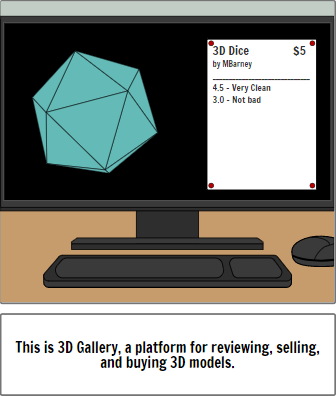 3D Dice $5
by MBarney
4.5 - Very Clean
3.0 - Not bad
This is 3D Gallery, a platform for reviewing, selling,
and buying 3D models.